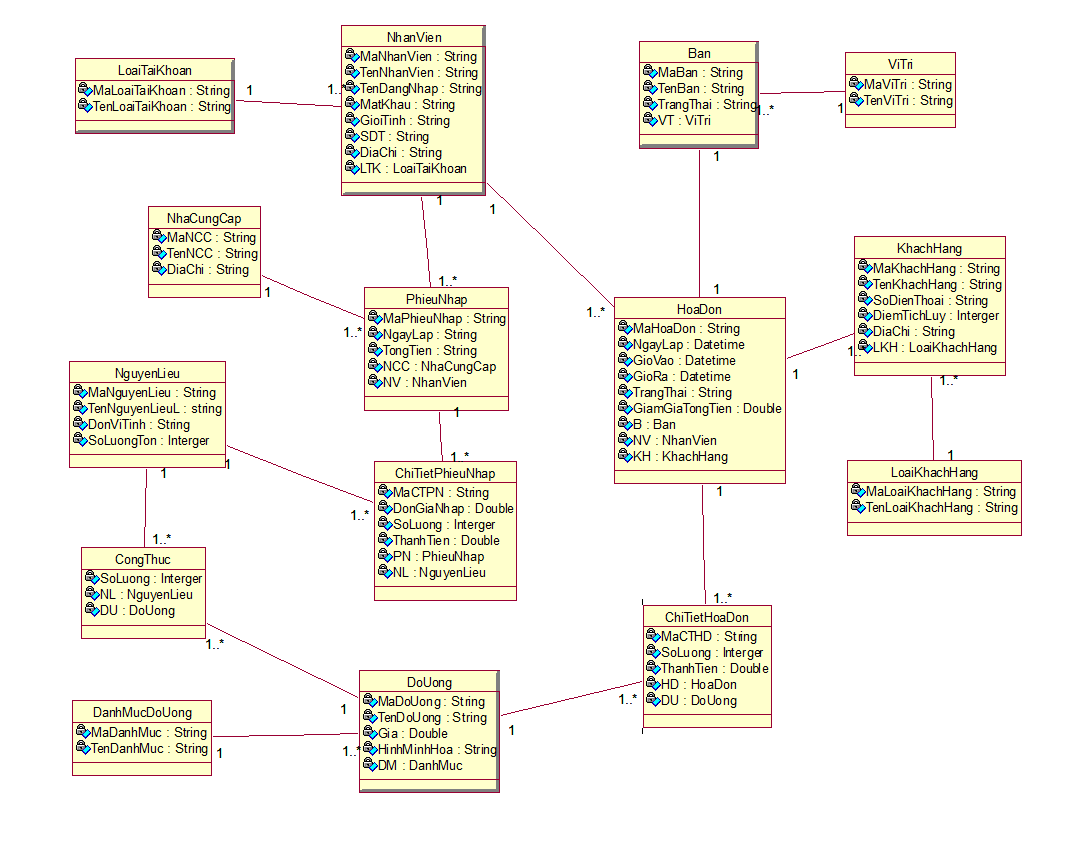 LoaiTaiKhoan
MaLoaiTaiKhoan : String
TenLoaiTaiKhoan : String
1
1..*
NhanVien
MaNhanVien : String
TenNhanVien : String
TenDangNhap : String
MatKhau : String
GioiTinh : String
SDT : String
DiaChi : String
LTK : LoaiTaiKhoan
1
1
Ban
MaBan : String
TenBan : String
TrangThai : String
VT : ViTri
1..*
1
1
ViTri
MaViTri : String
TenViTri : String
NhaCungCap
MaNCC : String
TenNCC : String
DiaChi : String
1
1..*
1..*
PhieuNhap
MaPhieuNhap : String
NgayLap : String
TongTien : String
NCC : NhaCungCap
NV : NhanVien
1
1..*
1
HoaDon
MaHoaDon : String
NgayLap : Datetime
GioVao : Datetime
GioRa : Datetime
TrangThai : String
GiamGiaTongTien : Double
B : Ban
NV : NhanVien
KH : KhachHang
1
1
1..
KhachHang
MaKhachHang : String
TenKhachHang : String
SoDienThoai : String
DiemTichLuy : Interger
DiaChi : String
LKH : LoaiKhachHang
1..*
1
LoaiKhachHang
MaLoaiKhachHang : String
TenLoaiKhachHang : String
NguyenLieu
MaNguyenLieu : String
TenNguyenLieuL : string
DonViTinh : String
SoLuongTon : Interger
1
1
1..*
1..*
ChiTietPhieuNhap
MaCTPN : String
DonGiaNhap : Double
SoLuong : Interger
ThanhTien : Double
PN : PhieuNhap
NL : NguyenLieu
1..*
CongThuc
SoLuong : Interger
NL : NguyenLieu
DU : DoUong
1..*
1
1..*
ChiTietHoaDon
MaCTHD : String
SoLuong : Interger
ThanhTien : Double
HD : HoaDon
DU : DoUong
1..*
1
DoUong
MaDoUong : String
TenDoUong : String
Gia : Double
HinhMinhHoa : String
DM : DanhMuc
DanhMucDoUong
MaDanhMuc : String
TenDanhMuc : String
1
1..*